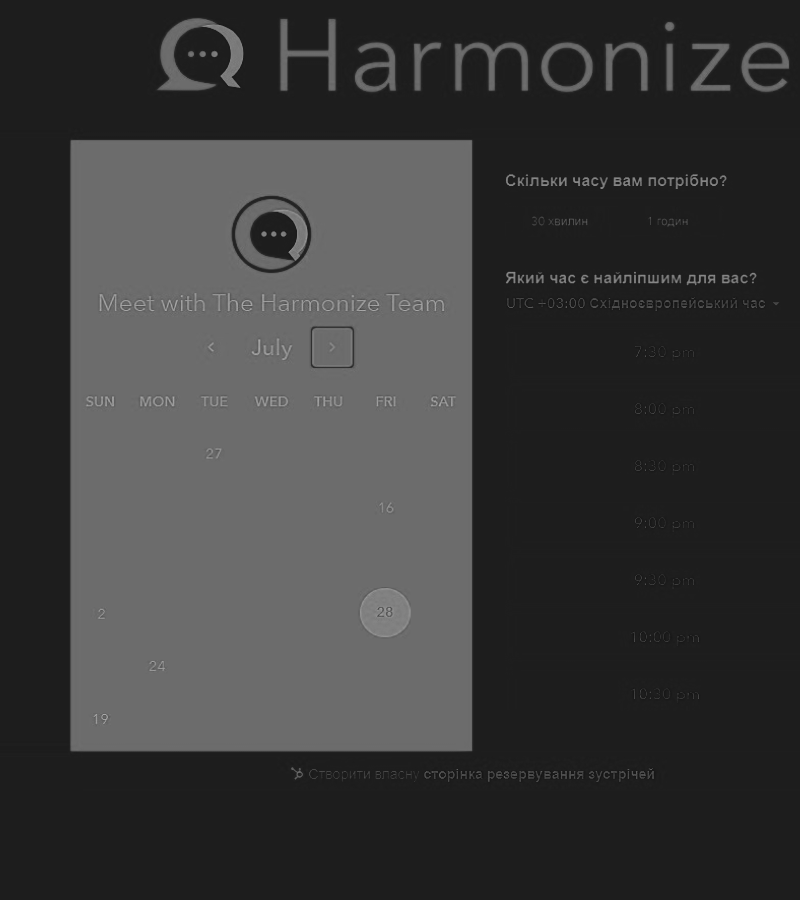 Harmonize
Meet with The Harmonize Team
July
SUN MON TUE WED THU FRI SAT
27
16
2
28
24
19
Скільки часу вам потрібно?
30 хвилин 1 годин
Який час є найліпшим для вас?
UTC +03:00 Східноєвропейський час
7:30 pm
8:00 pm
8:30 pm
9:00 pm
9:30 pm
10:00 pm
10:30 pm
Створити власну сторінка резервування зустрічей